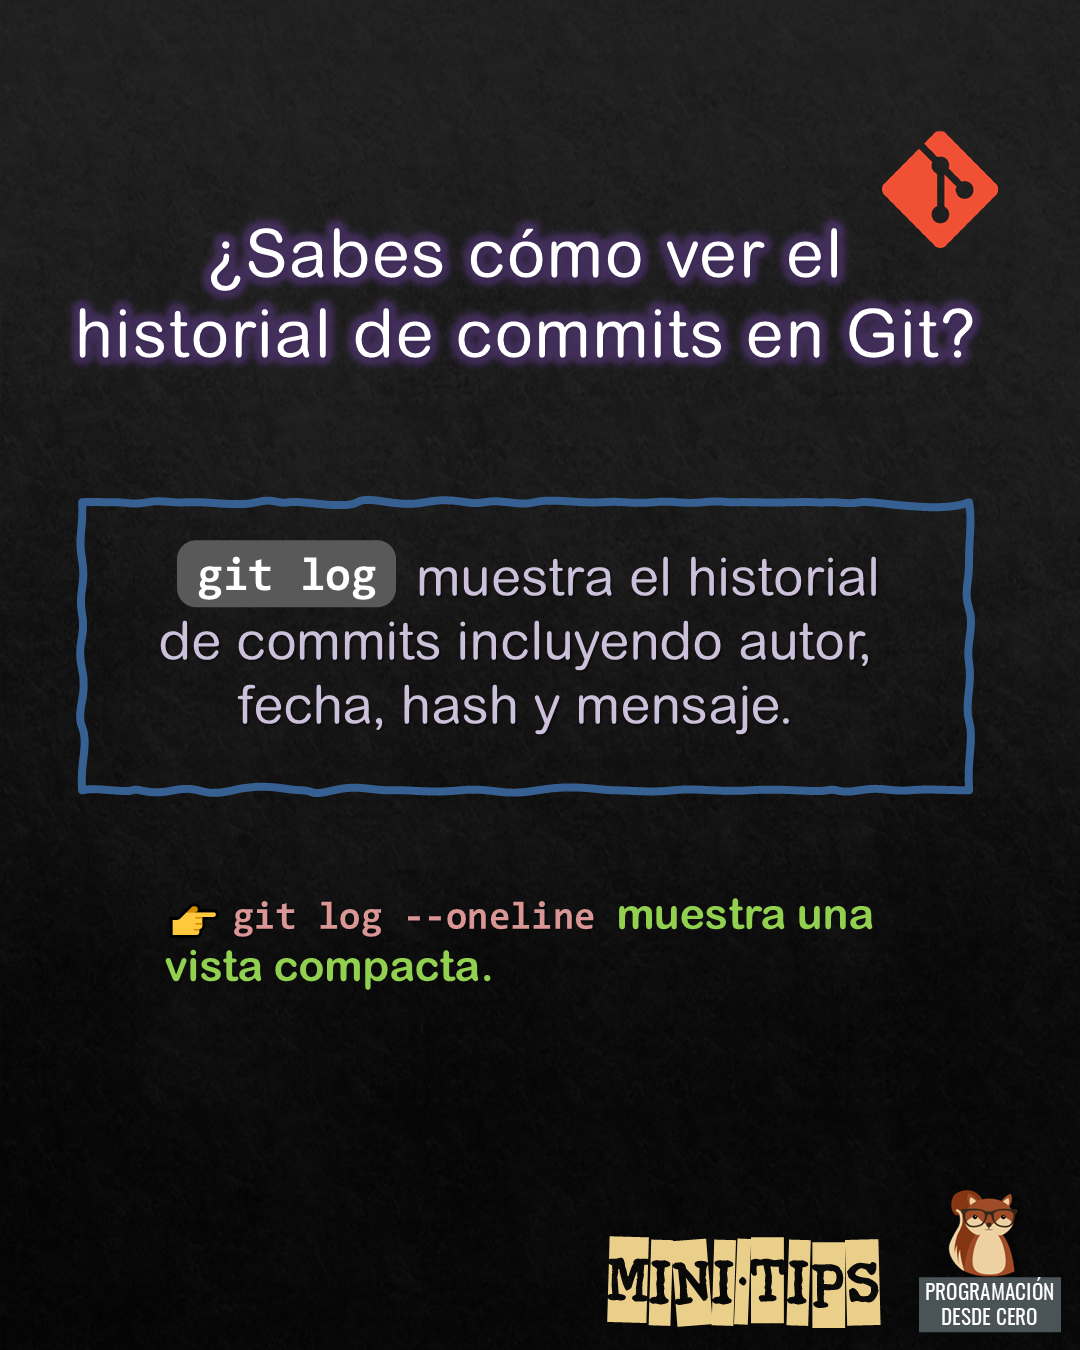 ¿Sabes cómo ver el
historial de commits en Git?
git log muestra el historial
de commits incluyendo autor,
fecha, hash y mensaje.
👉 git log --oneline muestra una
vista compacta.
MINI·TIPS
PROGRAMACIÓN
DESDE CERO